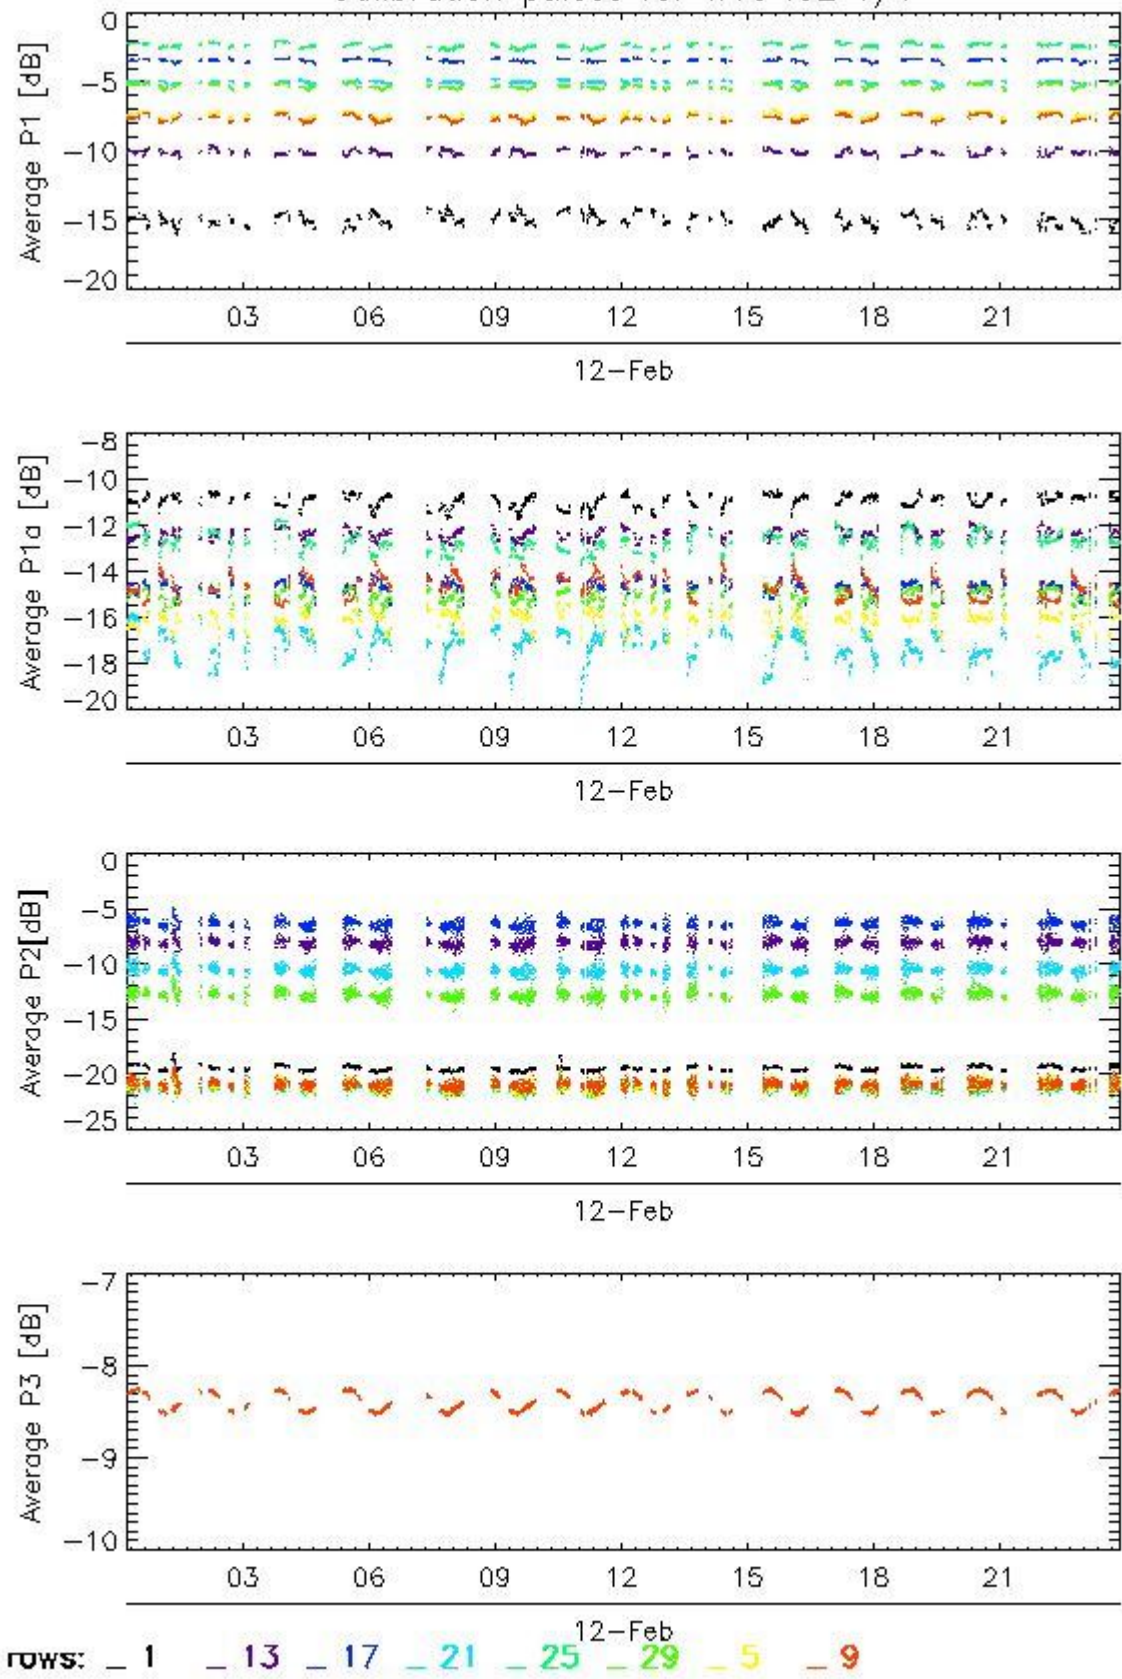 0
−5
−10
−15
−20
Average P1 [dB]
03 06 09 12 15 18 21
12−Feb
−8
−10
−12
−14
−16
−18
−20
Average P1a [dB]
03 06 09 12 15 18 21
12−Feb
0
−5
−10
−15
−20
−25
Average P2[dB]
03 06 09 12 15 18 21
12−Feb
−7
−8
−9
−10
Average P3 [dB]
03 06 09 12 15 18 21
12−Feb
rows: _ 1 _ 13 _ 17 _ 21 _ 25 _ 29 _ 5 _ 9